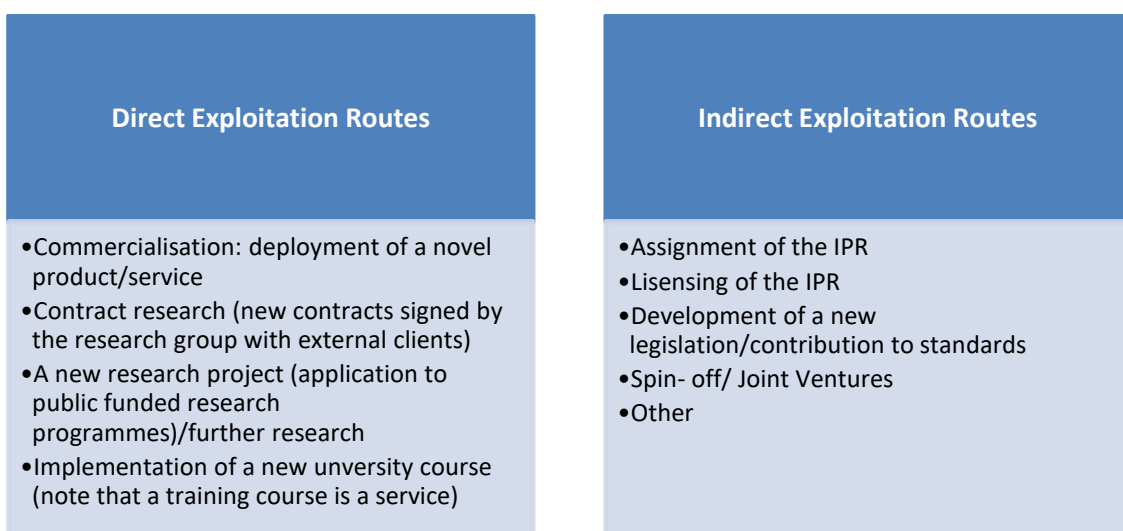 Direct Exploitation Routes
•Commercialisation: deployment of a novel
product/service
•Contract research (new contracts signed by
the research group with external clients)
•A new research project (application to
public funded research
programmes)/further research
•Implementation of a new unversity course
(note that a training course is a service)
Indirect Exploitation Routes
•Assignment of the IPR
•Lisensing of the IPR
•Development of a new
legislation/contribution to standards
•Spin- off/ Joint Ventures
•Other